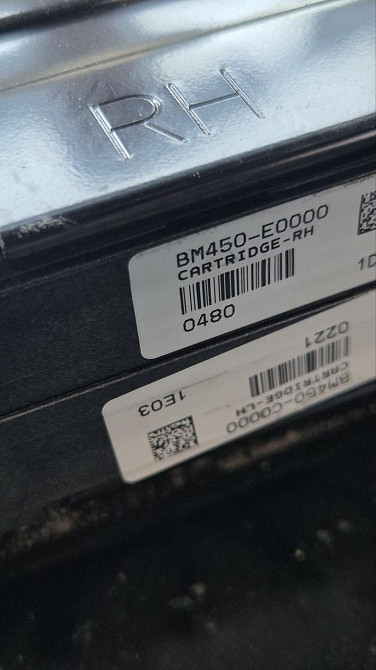 RH
BM450-E0000
CARTRIDGE-RH
0480
1D
BM450-C0000
CARTRIDGE-LH
0221
1E03